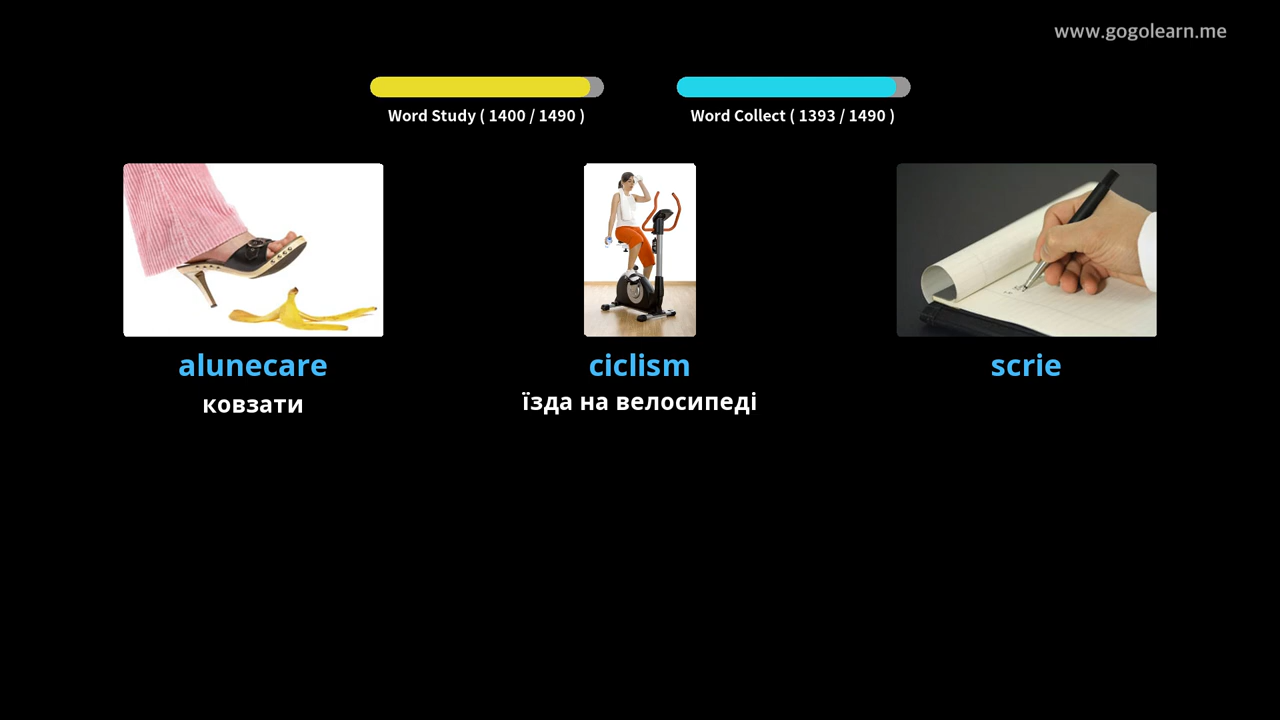 www.gogolearn.me
Word Study ( 1400 / 1490 )
Word Collect ( 1393 / 1490 )
alunecare
ciclism
scrie
ковзати
їзда на велосипеді